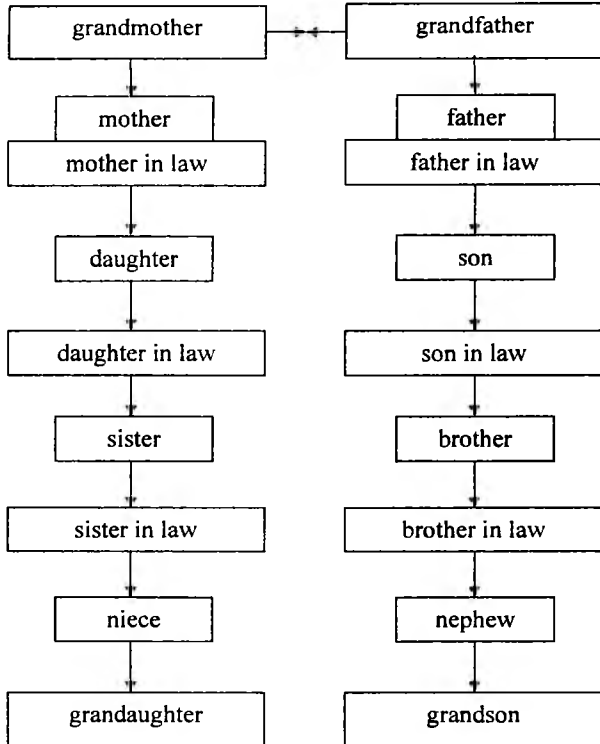 grandmother
grandfather
mother
father
mother in law
father in law
daughter
son
daughter in law
son in law
sister
brother
sister in law
brother in law
niece
nephew
grandaughter
grandson